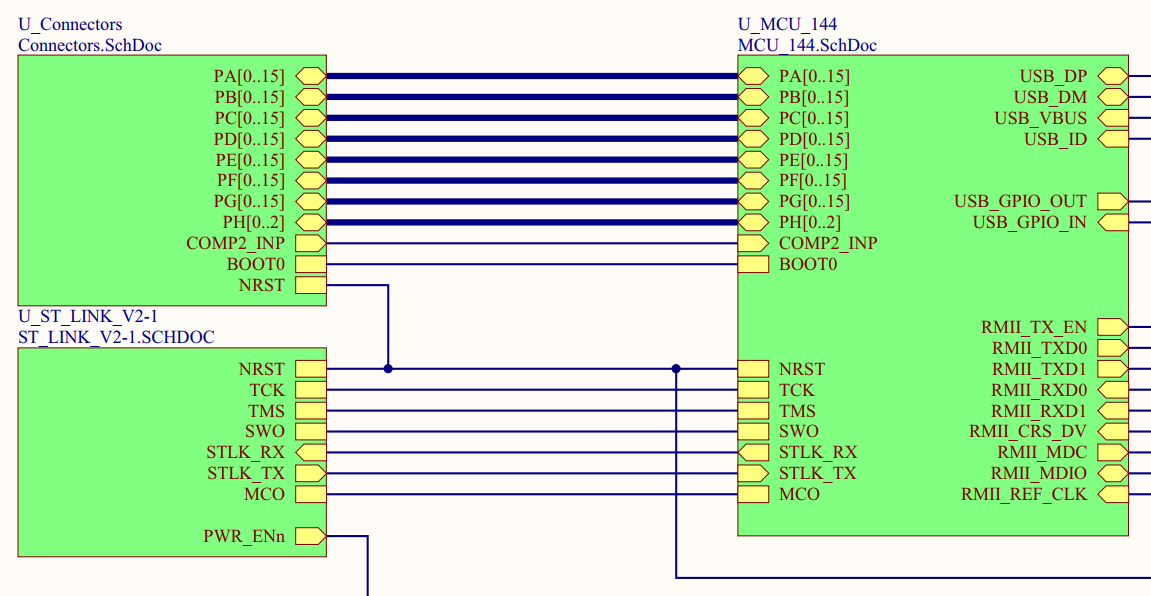 U_Connectors
Connectors.SchDoc
PA[0..15]
PB[0..15]
PC[0..15]
PD[0..15]
PE[0..15]
PF[0..15]
PG[0..15]
PH[0..2]
COMP2_INP
BOOT0
NRST
U_ST_LINK_V2-1
ST_LINK_V2-1.SCHDOC
NRST
TCK
TMS
SWO
STLK_RX
STLK_TX
MCO
PWR_ENn
U_MCU_144
MCU_144.SchDoc
PA[0..15]
PB[0..15]
PC[0..15]
PD[0..15]
PE[0..15]
PF[0..15]
PG[0..15]
PH[0..2]
COMP2_INP
BOOT0
NRST
TCK
TMS
SWO
STLK_RX
STLK_TX
MCO
USB_DP
USB_DM
USB_VBUS
USB_ID
USB_GPIO_OUT
USB_GPIO_IN
RMII_TX_EN
RMII_TXD0
RMII_TXD1
RMII_RXD0
RMII_RXD1
RMII_CRS_DV
RMII_MDC
RMII_MDIO
RMII_REF_CLK